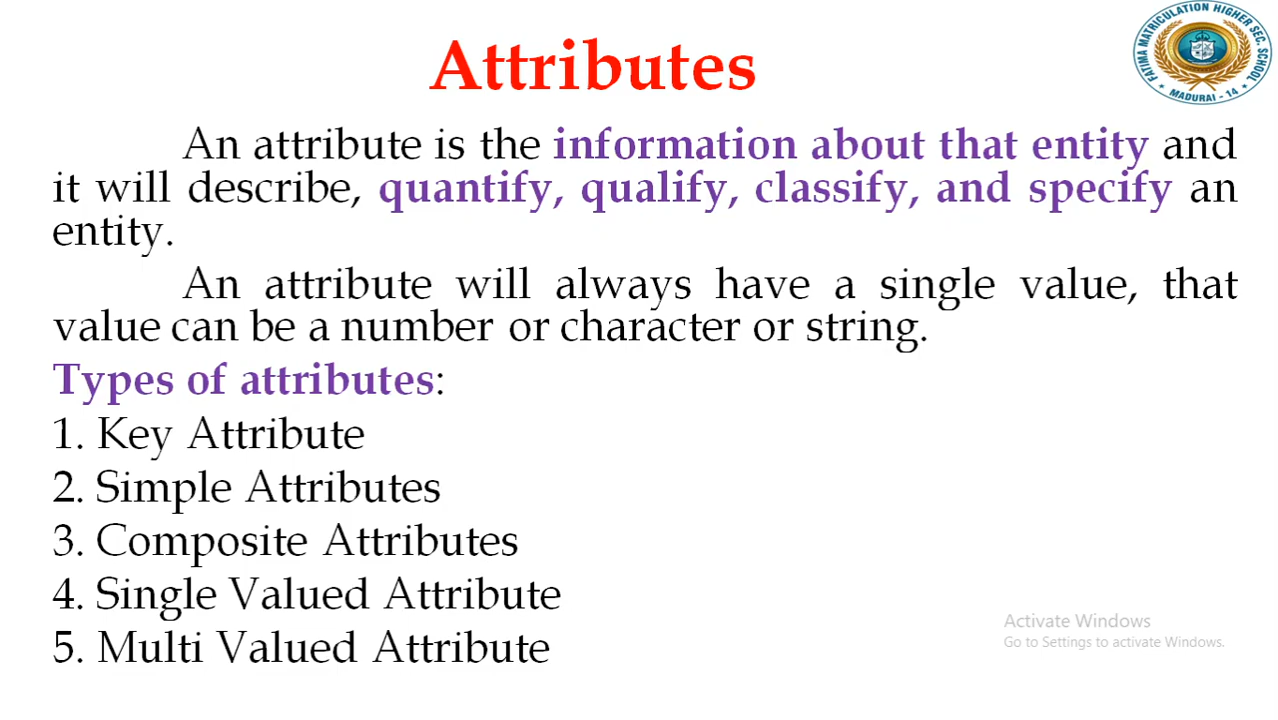 Attributes
FATIMA MATRICULATION HIGHER SEC. SCHOOL
MADURAI - 14
An attribute is the information about that entity and
it will describe, quantify, qualify, classify, and specify an
entity.
An attribute will always have a single value, that
value can be a number or character or string.
Types of attributes:
1. Key Attribute
2. Simple Attributes
3. Composite Attributes
4. Single Valued Attribute
5. Multi Valued Attribute
Activate Windows
Go to Settings to activate Windows.